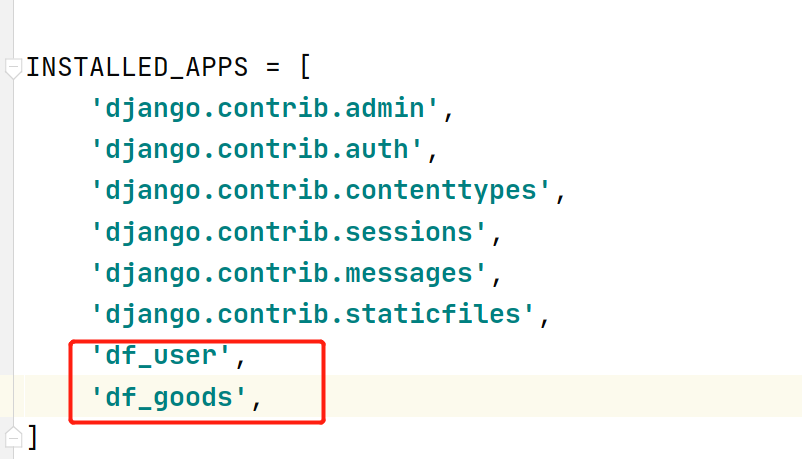 INSTALLED_APPS = [
    'django.contrib.admin',
    'django.contrib.auth',
    'django.contrib.contenttypes',
    'django.contrib.sessions',
    'django.contrib.messages',
    'django.contrib.staticfiles',
    'df_user',
    'df_goods',
]